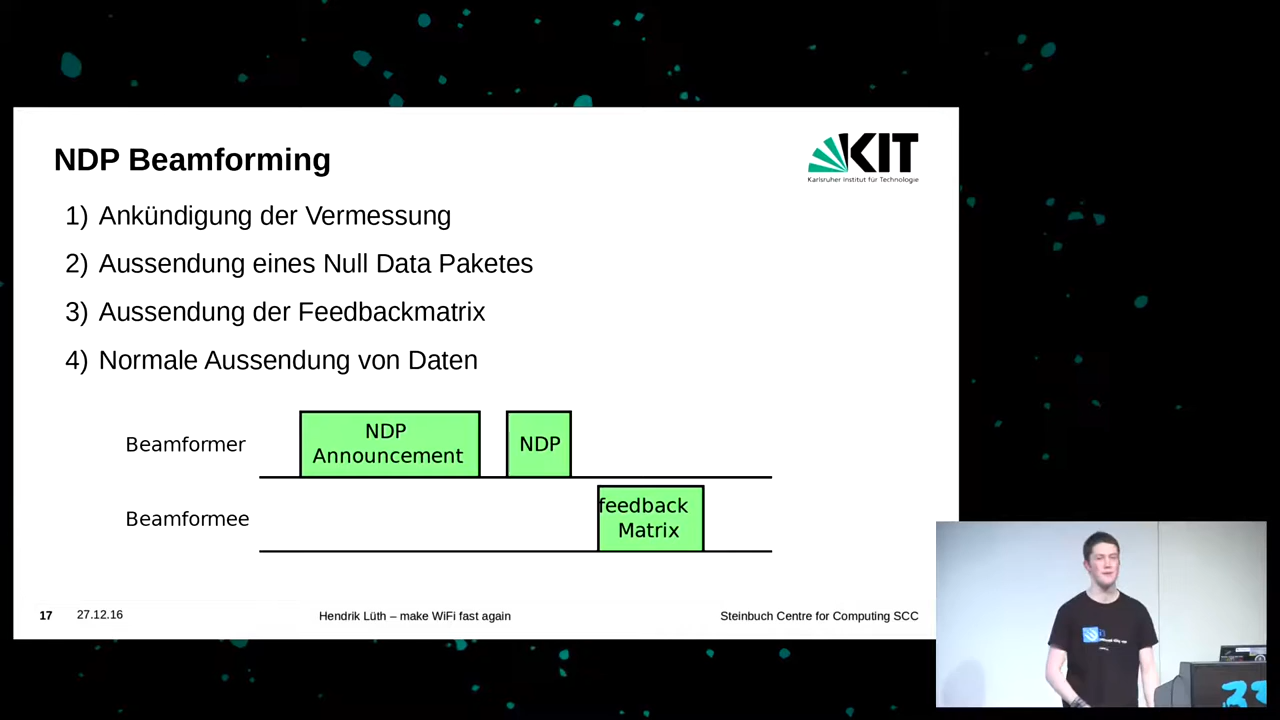 NDP Beamforming
KIT
Karlsruher Institut für Technologie
1) Ankündigung der Vermessung
2) Aussendung eines Null Data Paketes
3) Aussendung der Feedbackmatrix
4) Normale Aussendung von Daten
Beamformer
NDP
Announcement
NDP
Beamformee
feedback
Matrix
17
27.12.16
Hendrik Lüth – make WiFi fast again
Steinbuch Centre for Computing SCC
33